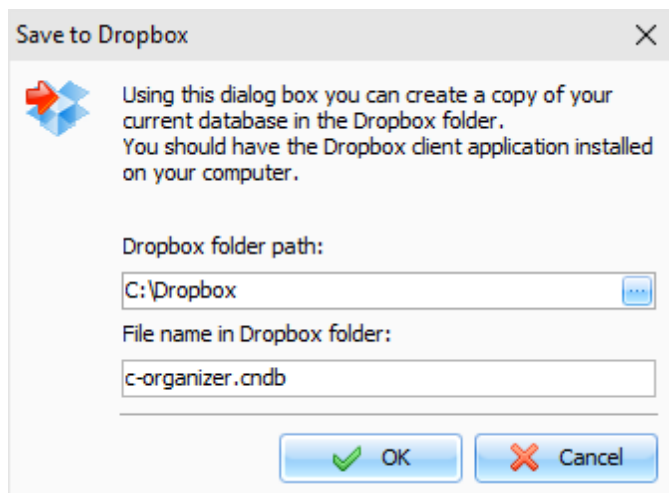 Save to Dropbox
Using this dialog box you can create a copy of your
current database in the Dropbox folder.
You should have the Dropbox client application installed
on your computer.
Dropbox folder path:
C:\Dropbox
...
File name in Dropbox folder:
c-organizer.cndb
OK
Cancel